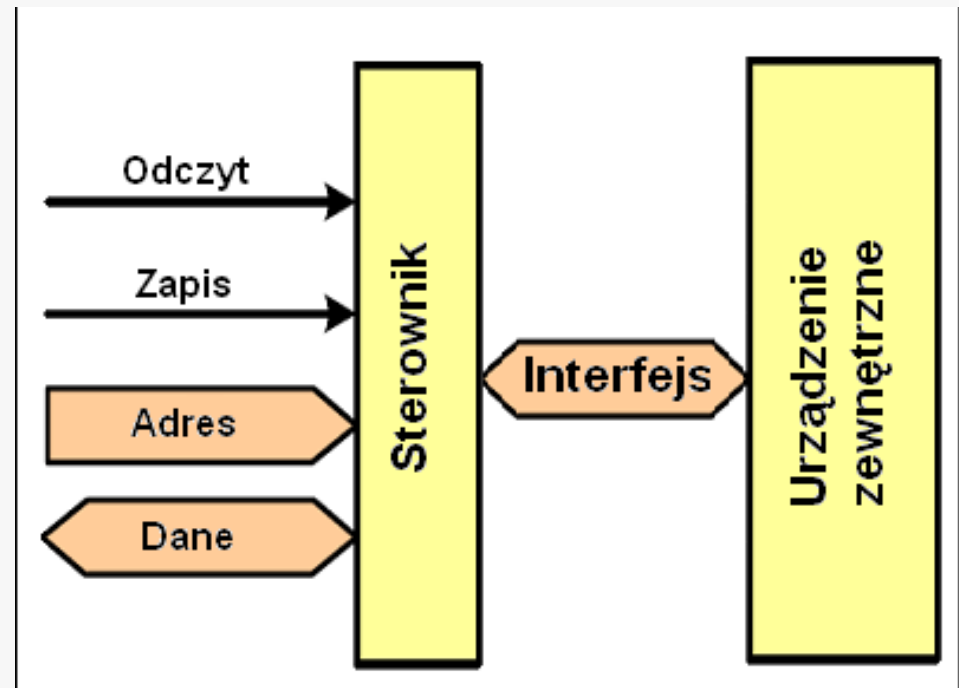 Odczyt
Zapis
Adres
Dane
Sterownik
Interfejs
Urządzenie
zewnętrzne